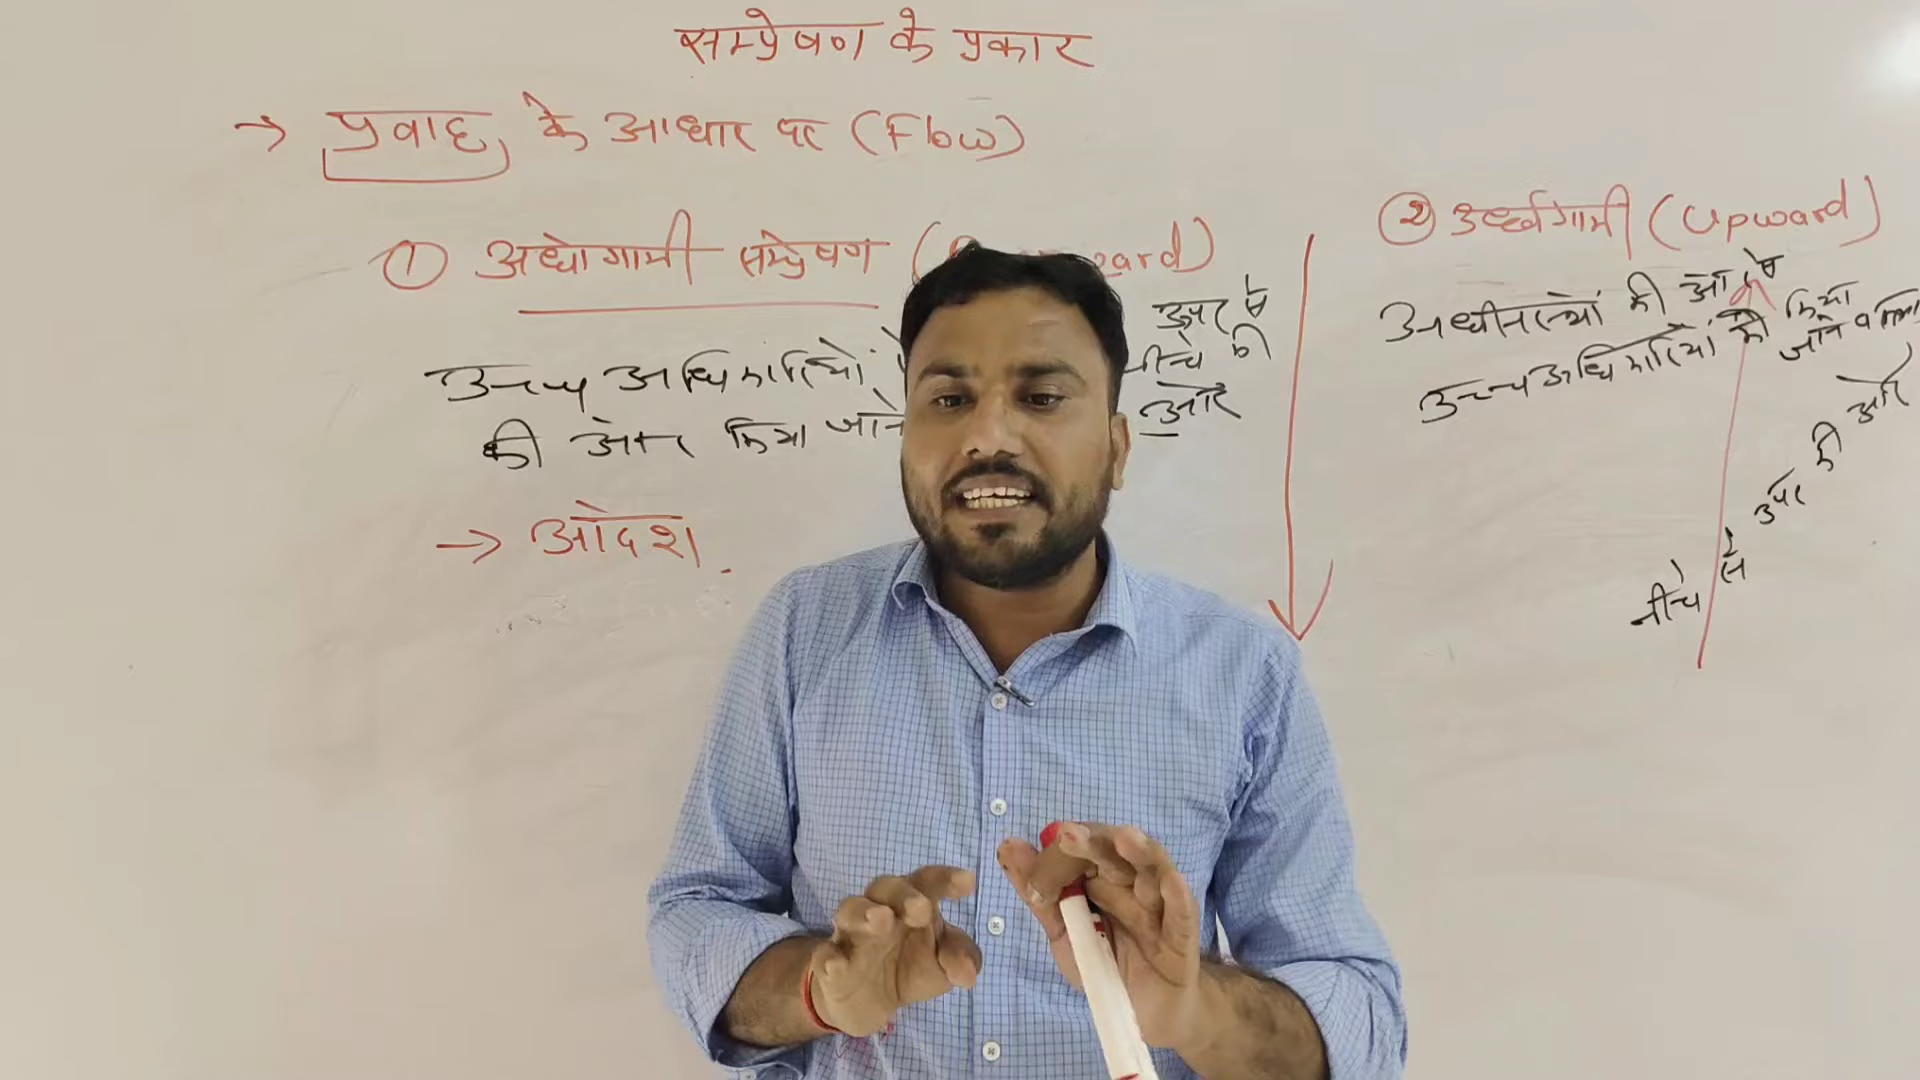 सम्प्रेषण के प्रकार
→ प्रवाह के आधार पर (Flow)
① अधोगामी सम्प्रेषण
उच्च अधिकारियों
की ओर किया जाने
ऊपर से
नीचे की
ओर
→ आदेश
② उर्ध्वगामी (Upward)
अधीनस्थों की ओर से
उच्च अधिकारियों को किया
जाने वाला
नीचे से ऊपर की ओर